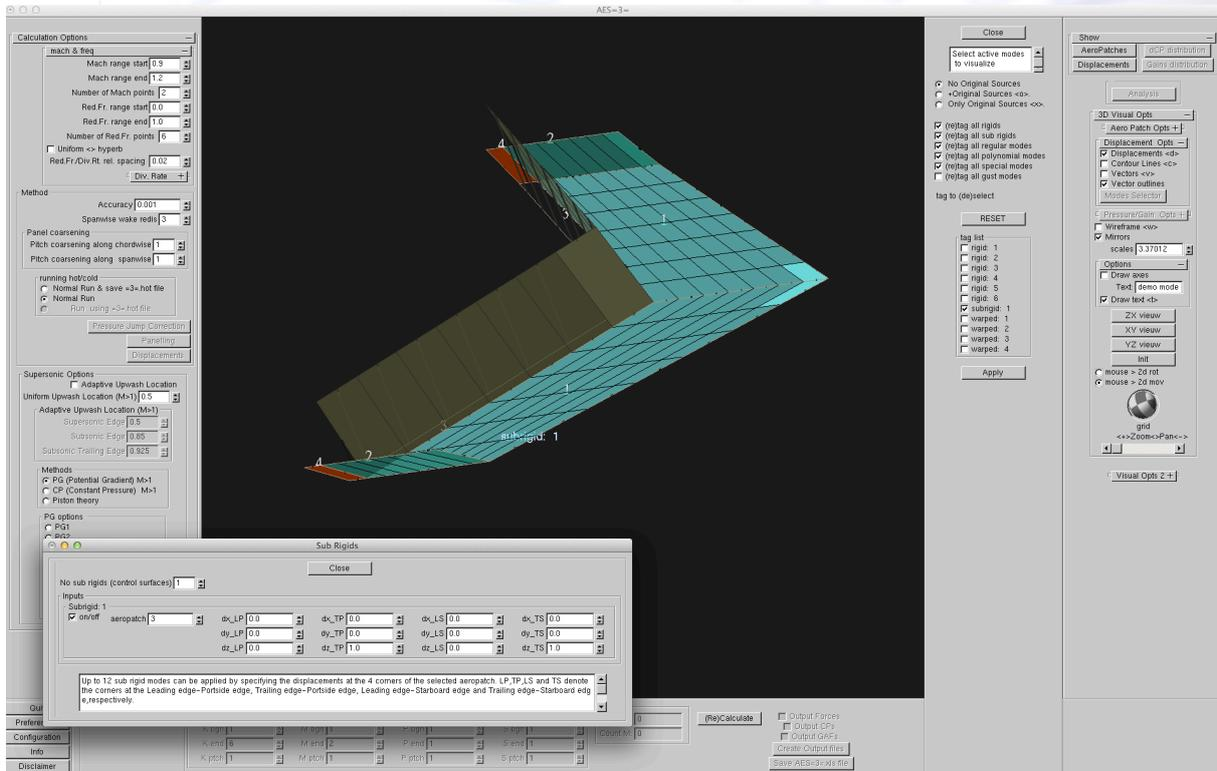 AES=3=
Calculation Options
mach & freq
Mach range start 0.9
Mach range end 1.2
Number of Mach points 2
Red.Fr. range start 0.0
Red.Fr. range end 1.0
Number of Red.Fr. points 6
Uniform <> hyperb
Red.Fr./Div.Rt. rel. spacing 0.02
Div. Rate +
Method
Accuracy 0.001
Spanwise wake redis 3
Panel coarsening
Pitch coarsening along chordwise 1
Pitch coarsening along spanwise 1
running hot/cold
Normal Run & save =3=.hot file
Normal Run
Run using =3= hot file
Pressure Jump Correction
Panelling
Displacements
Supersonic Options
Adaptive Upwash Location
Uniform Upwash Location (M>1) 0.5
Adaptive Upwash Location (M>1)
Supersonic Edge 0.5
Subsonic Edge 0.85
Subsonic Trailing Edge 0.925
Methods
PG (Potential Gradient) M>1
CP (Constant Pressure) M>1
Piston theory
PG options
PG1
PG2
4
2
3
1
1
3
2
4
subrigid: 1
Close
Select active modes
to visualize
No Original Sources
+Original Sources <o>.
Only Original Sources <x>.
(re)tag all rigids
(re)tag all sub rigids
(re)tag all regular modes
(re)tag all polynomial modes
(re)tag all special modes
(re)tag all gust modes
tag to (de)select
RESET
tag list
rigid: 1
rigid: 2
rigid: 3
rigid: 4
rigid: 5
rigid: 6
subrigid: 1
warped: 1
warped: 2
warped: 3
warped: 4
Apply
Show
AeroPatches
dCP distribution
Displacements
Gains distribution
Analysis
3D Visual Opts
Aero Patch Opts +
Displacement Opts
Displacements <d>
Contour Lines <c>
Vectors <v>
Vector outlines
Modes Selector
Pressure/Gain Opts +
Wireframe <w>
Mirrors
scales 3.37012
Options
Draw axes
Text: demo mode
Draw text <t>
ZX vieuw
XY vieuw
YZ vieuw
Init
mouse > 2d rot
mouse > 2d mov
grid
<+>Zoom<>Pan<->
Visual Opts 2 +
Sub Rigids
Close
No sub rigids (control surfaces) 1
Inputs
Subrigid: 1
on/off aeropatch 3
dx_LP 0.0 dx_TP 0.0 dx_LS 0.0 dx_TS 0.0
dy_LP 0.0 dy_TP 0.0 dy_LS 0.0 dy_TS 0.0
dz_LP 0.0 dz_TP 1.0 dz_LS 0.0 dz_TS 1.0
Up to 12 sub rigid modes can be applied by specifying the displacements at the 4 corners of the selected aeropatch. LP,TP,LS and TS denote
the corners at the Leading edge-Portside edge, Trailing edge-Portside edge, Leading edge-Starboard edge and Trailing edge-Starboard edg
e,respectively.
Configuration
Info
Disclaimer
K end 6 M end 2 P end 1 S end 1
K ptch 1 M ptch 1 P ptch 1 S ptch 1
0
Count M: 0
(Re)Calculate
Output Forces
Output CPs
Output GAFs
Create Output files
Save AES=3= xls file